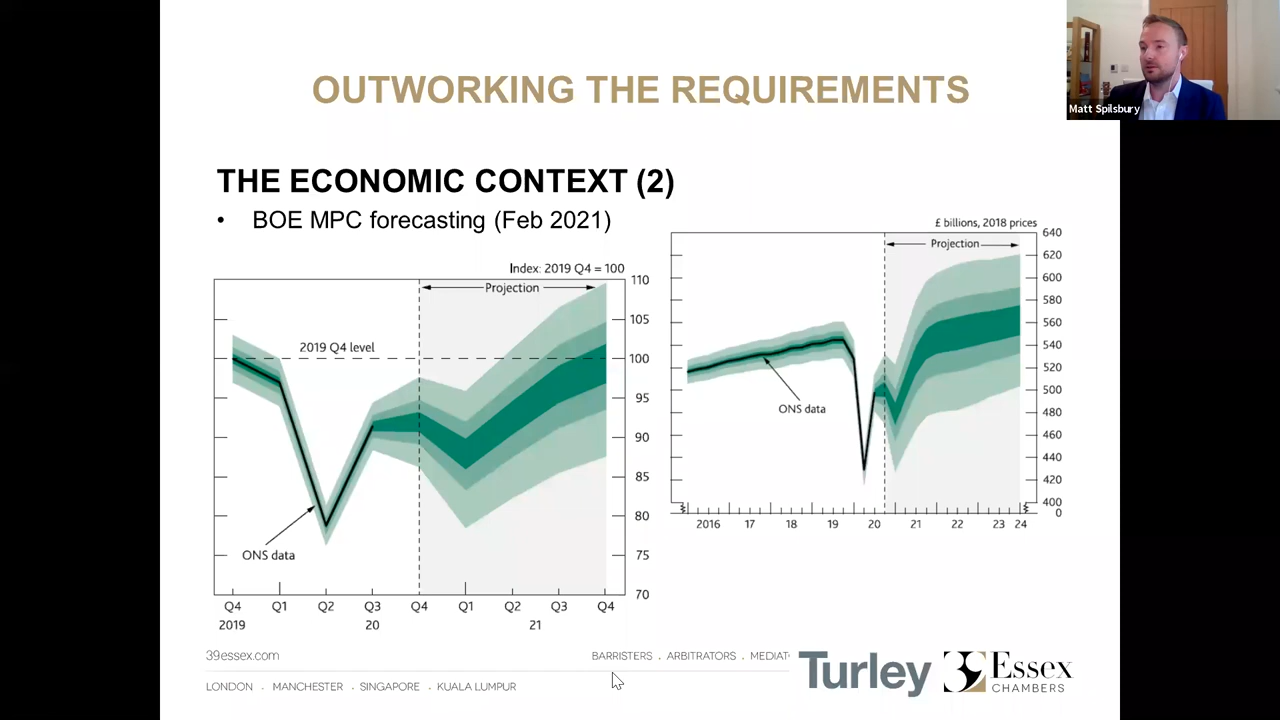 OUTWORKING THE REQUIREMENTS
Matt Spilsbury
THE ECONOMIC CONTEXT (2)
• BOE MPC forecasting (Feb 2021)
Index: 2019 Q4 = 100
Projection
2019 Q4 level
ONS data
110
105
100
95
90
85
80
75
70
Q4 Q1 Q2 Q3 Q4 Q1 Q2 Q3 Q4
2019 20 21
£ billions, 2018 prices
Projection
ONS data
640
620
600
580
560
540
520
500
480
460
440
420
400
0
2016 17 18 19 20 21 22 23 24
39essex.com
BARRISTERS . ARBITRATORS . MEDIAT
LONDON . MANCHESTER . SINGAPORE . KUALA LUMPUR
Turley
39 Essex
CHAMBERS